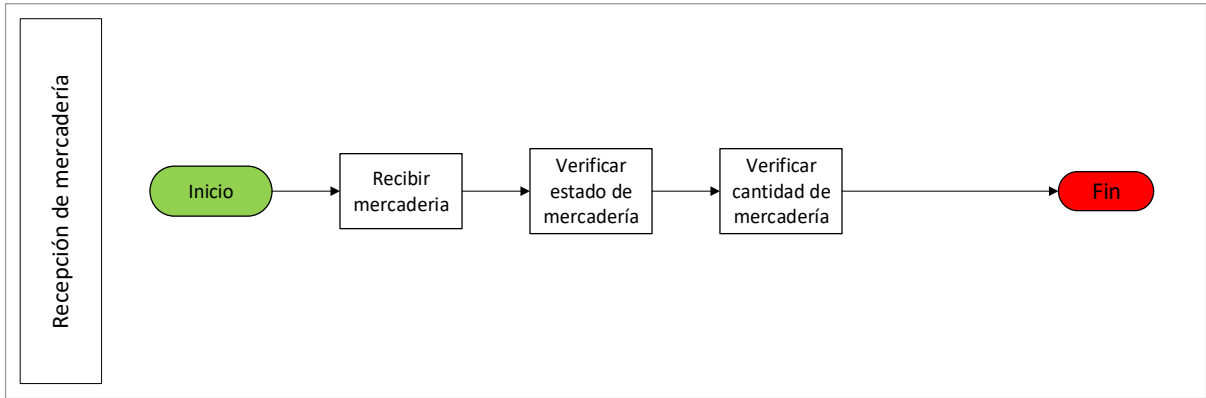 Recepción de mercadería
Inicio
Recibir
mercaderia
Verificar
estado de
mercadería
Verificar
cantidad de
mercadería
Fin